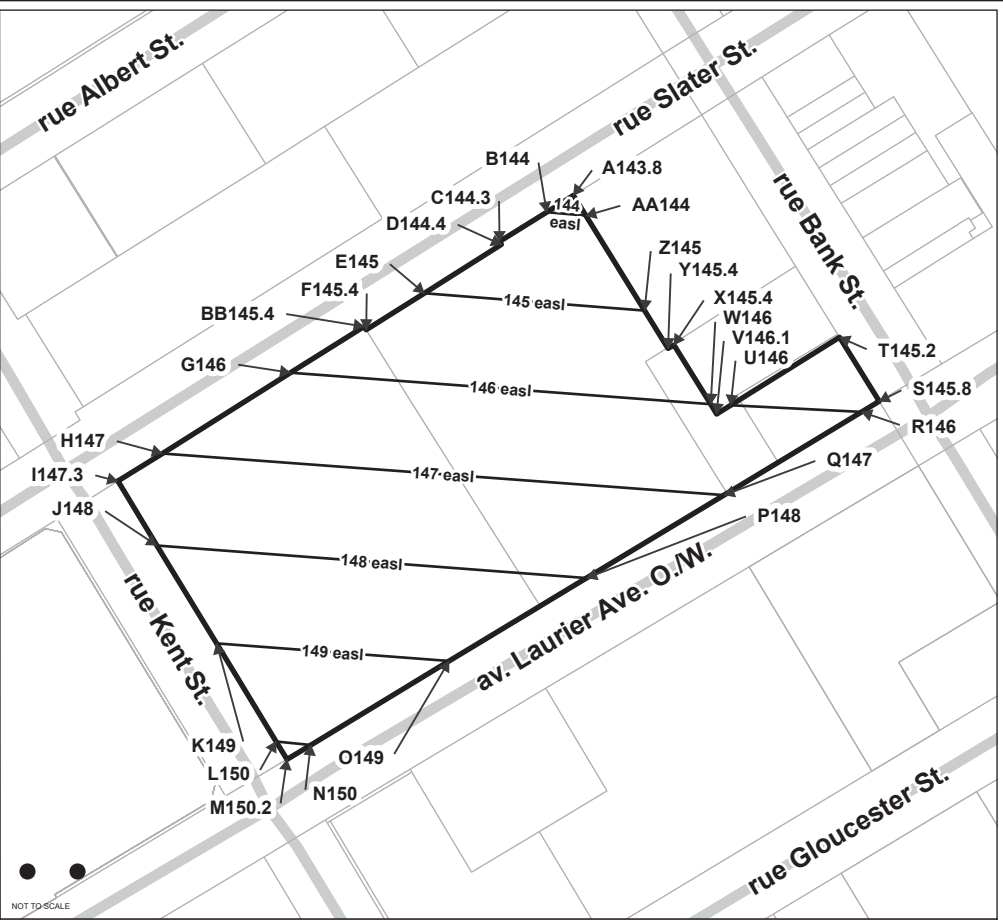 rue Albert St.
rue Slater St.
B144
A143.8
C144.3
144
easl
AA144
D144.4
E145
Z145
Y145.4
F145.4
145 easl
X145.4
BB145.4
W146
V146.1
U146
rue Bank St.
T145.2
G146
146 easl
S145.8
R146
H147
I147.3
147 easl
Q147
J148
P148
148 easl
rue Kent St.
av. Laurier Ave. O./W.
149 easl
K149
L150
O149
M150.2
N150
rue Gloucester St.
NOT TO SCALE